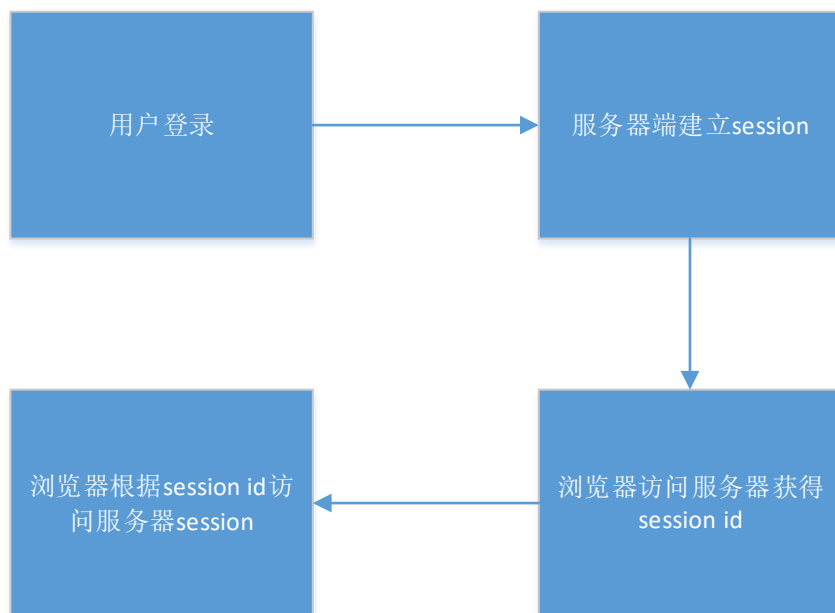 用户登录
服务器端建立session
浏览器访问服务器获得
session id
浏览器根据session id访
问服务器session